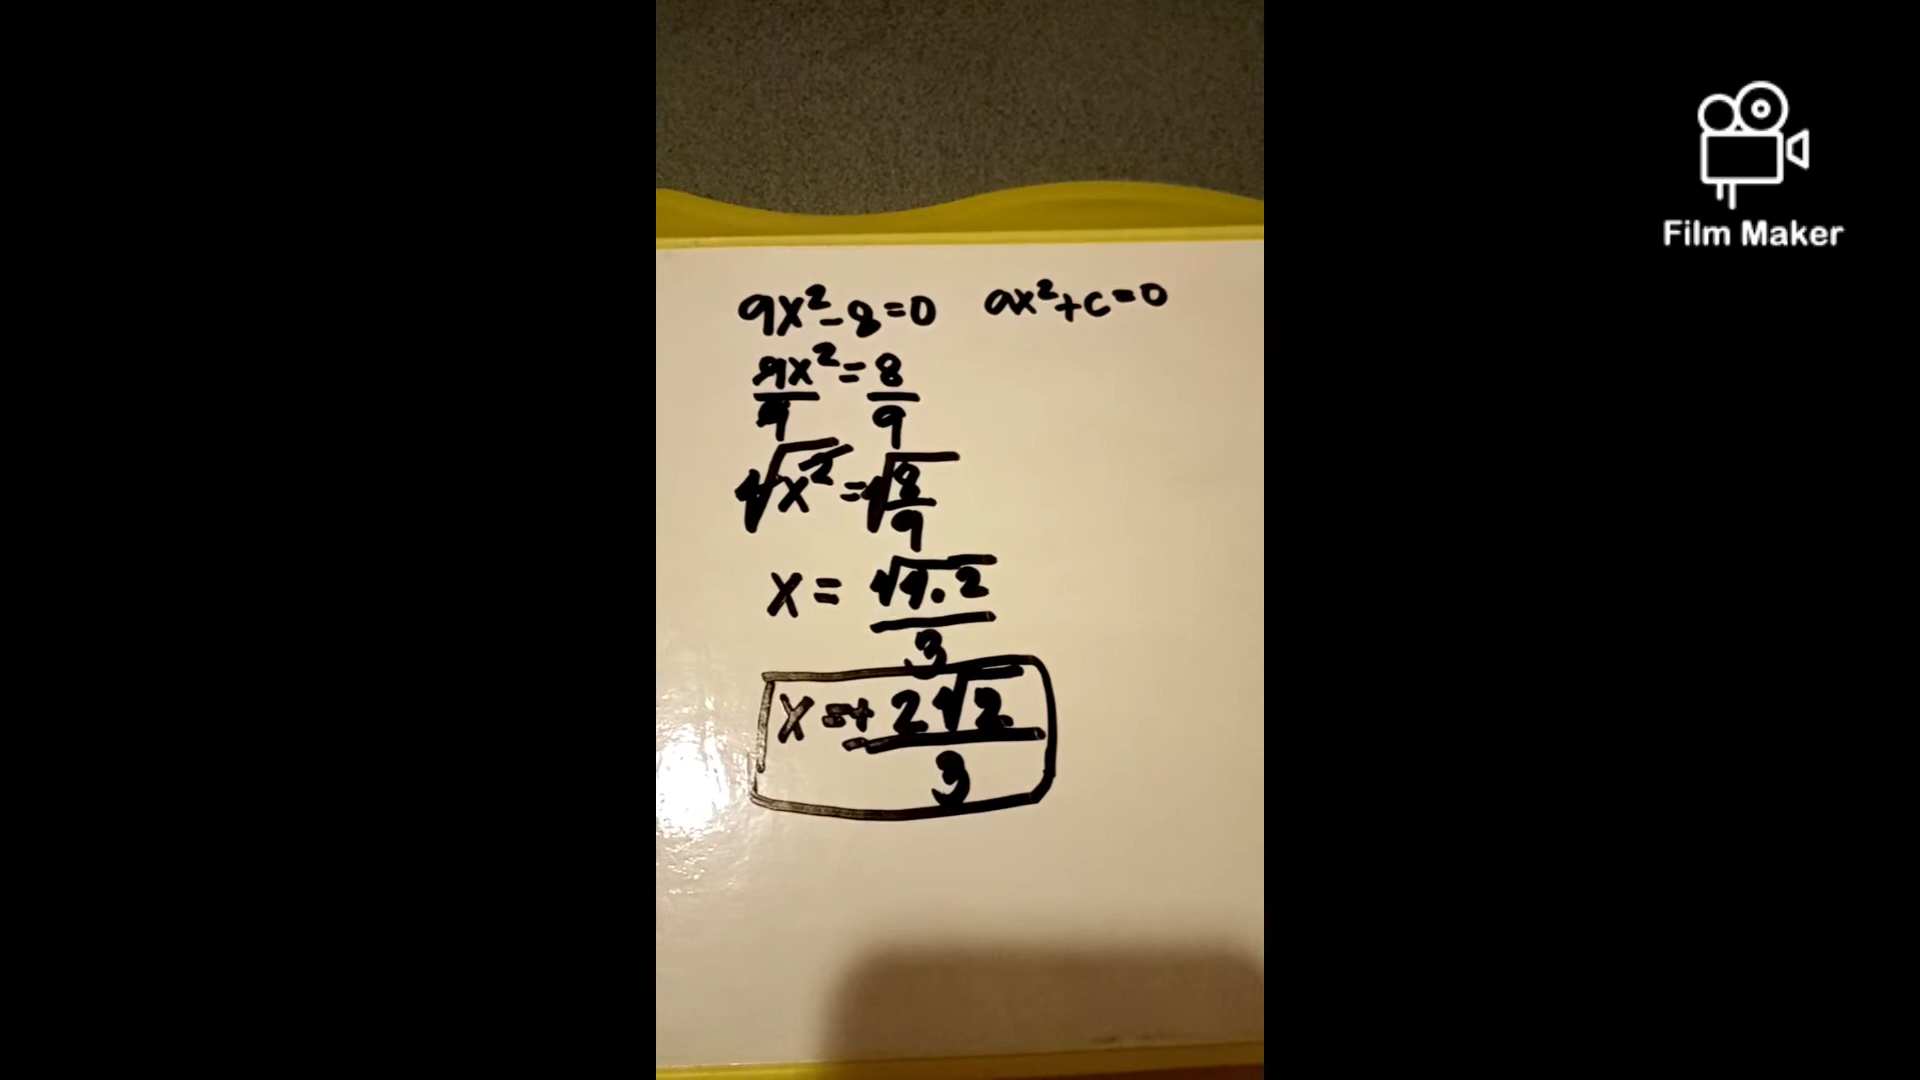 9x²-8=0 ax²+c=0
9x²/9=8/9
√x²=√8/9
x=√4·2/3
x=±2√2/3
Film Maker